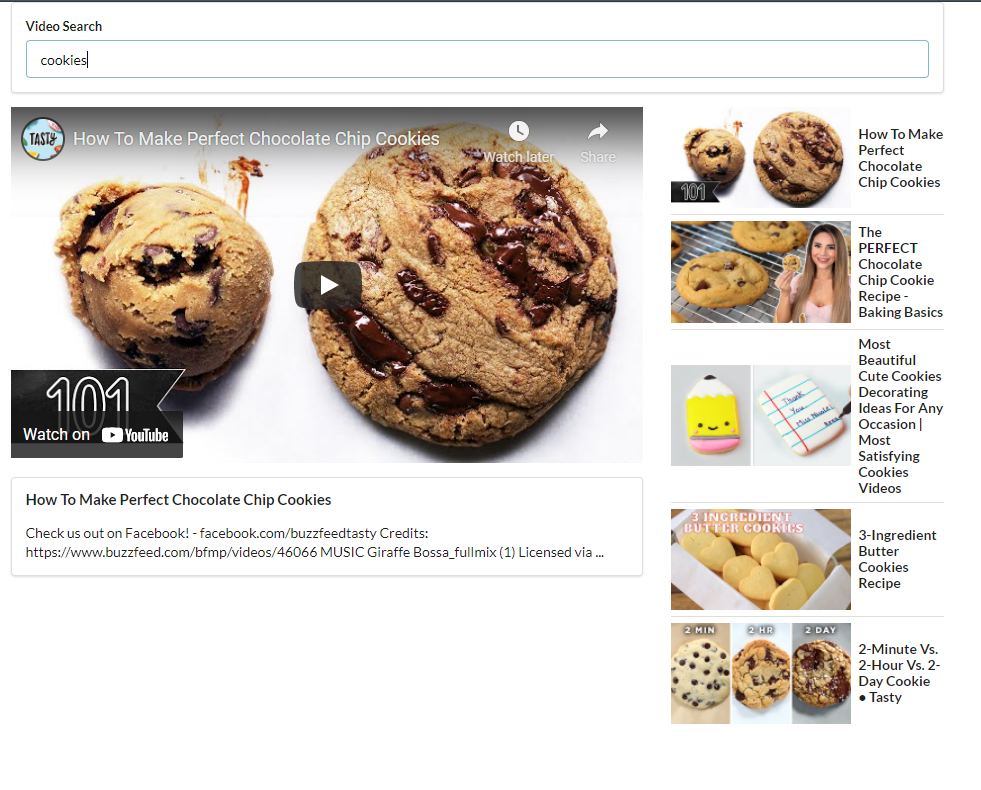 Video Search
cookies
TASTY
How To Make Perfect Chocolate Chip Cookies
Watch later
Share
101
Watch on YouTube
How To Make Perfect Chocolate Chip Cookies
Check us out on Facebook! - facebook.com/buzzfeedtasty Credits:
https://www.buzzfeed.com/bfmp/videos/46066 MUSIC Giraffe Bossa_fullmix (1) Licensed via ...
101
How To Make
Perfect
Chocolate
Chip Cookies
The
PERFECT
Chocolate
Chip Cookie
Recipe -
Baking Basics
Thank
You,
Miss Nicole
Most
Beautiful
Cute Cookies
Decorating
Ideas For Any
Occasion |
Most
Satisfying
Cookies
Videos
3 INGREDIENT
BUTTER COOKIES
3-Ingredient
Butter
Cookies
Recipe
2 MIN
2 HR
2 DAY
2-Minute Vs.
2-Hour Vs. 2-
Day Cookie
● Tasty